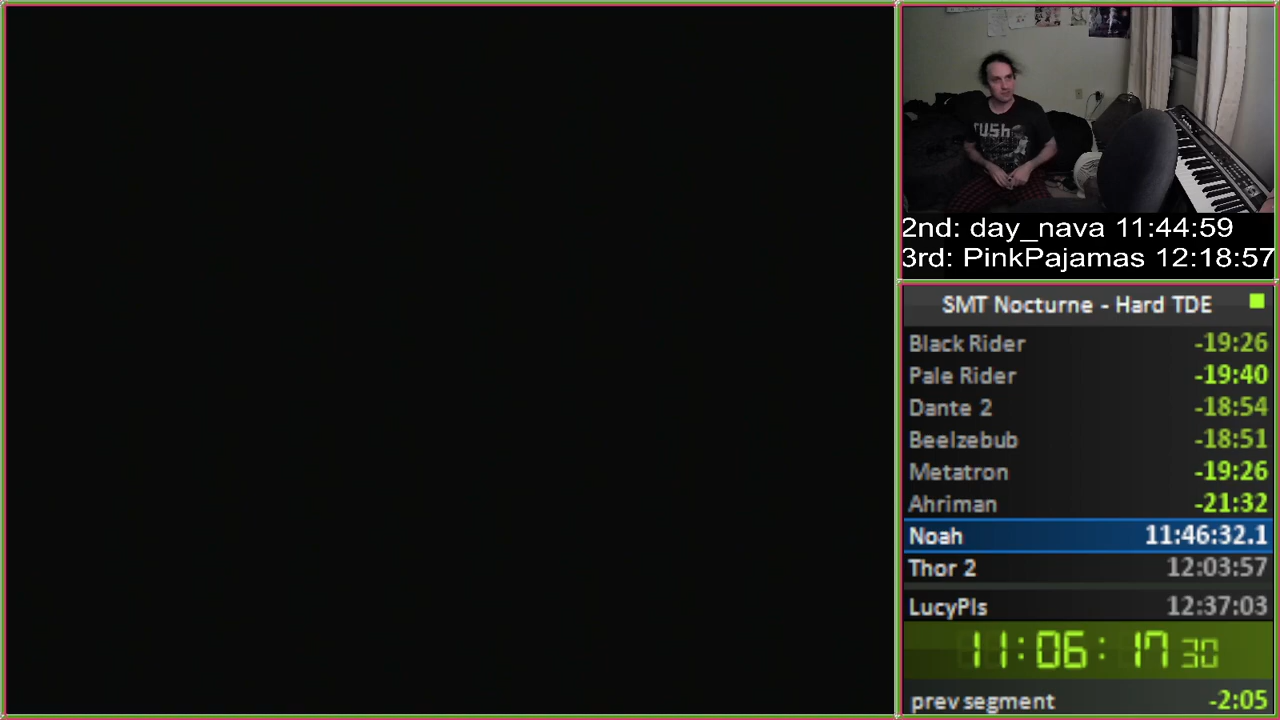 rush
2nd: day_nava 11:44:59
3rd: PinkPajamas 12:18:57
SMT Nocturne - Hard TDE
Black Rider -19:26
Pale Rider -19:40
Dante 2 -18:54
Beelzebub -18:51
Metatron -19:26
Ahriman -21:32
Noah 11:46:32.1
Thor 2 12:03:57
LucyPls 12:37:03
11:06:17 30
prev segment -2:05